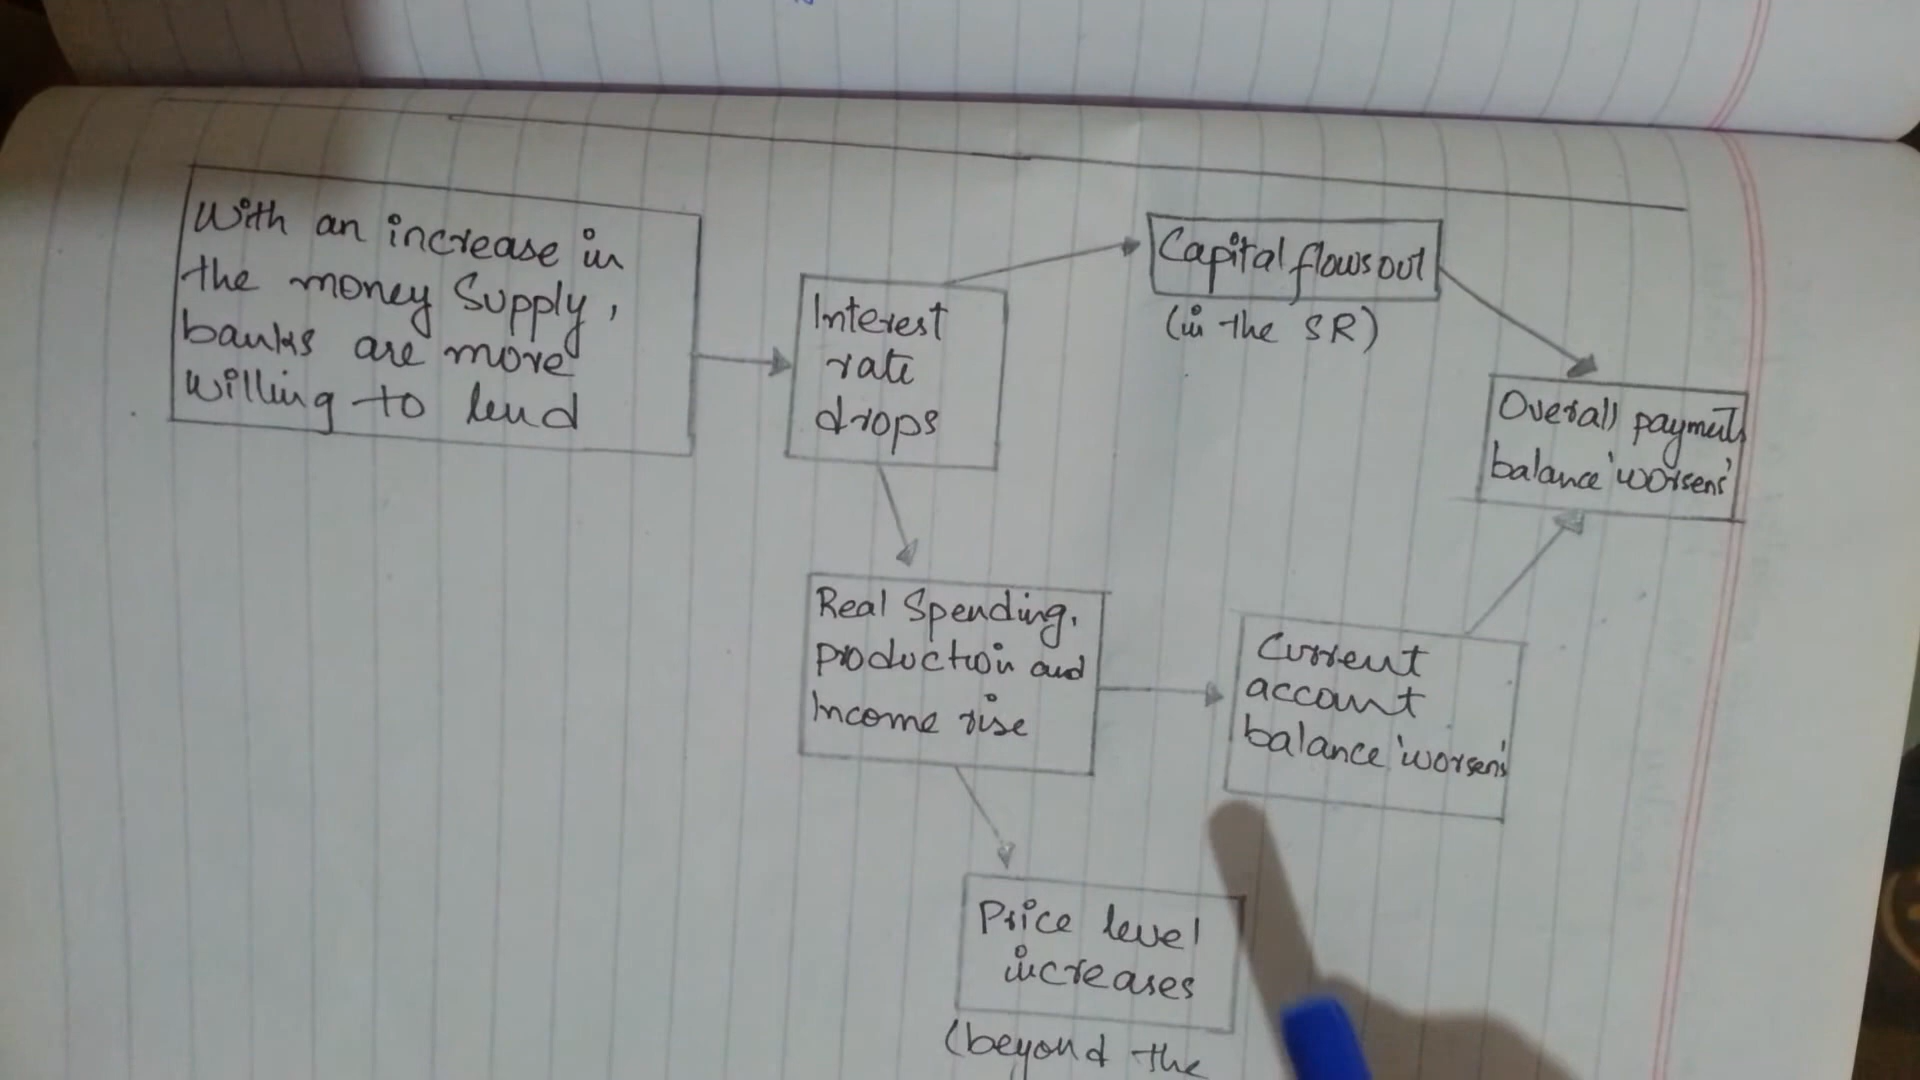 With an increase in
the money Supply,
banks are more
willing to lend
Interest
rate
drops
Capital flows out
(in the SR)
Overall payments
balance 'worsens'
Real Spending,
production and
Income rise
Current
account
balance 'worsens'
Price level
increases
(beyond the